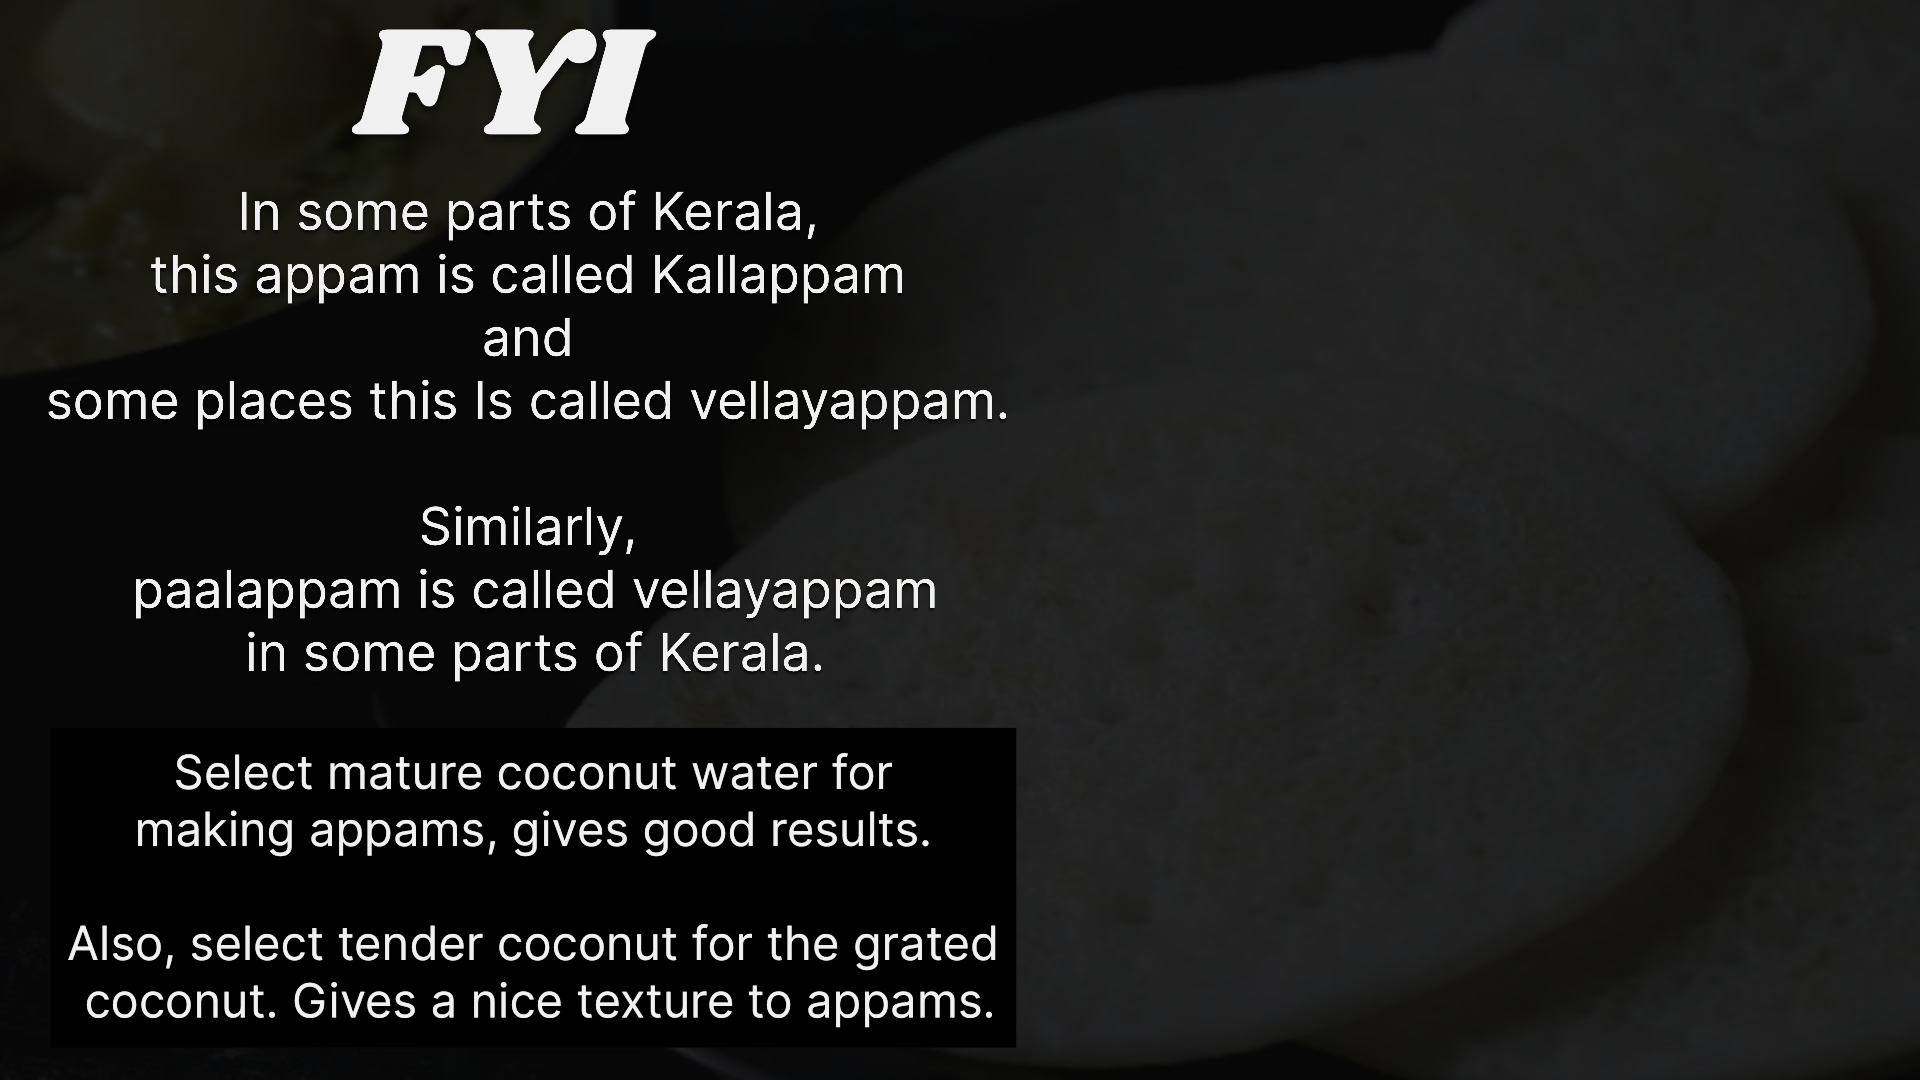 FYI
In some parts of Kerala,
this appam is called Kallappam
and
some places this Is called vellayappam.
Similarly,
paalappam is called vellayappam
in some parts of Kerala.
Select mature coconut water for
making appams, gives good results.
Also, select tender coconut for the grated
coconut. Gives a nice texture to appams.